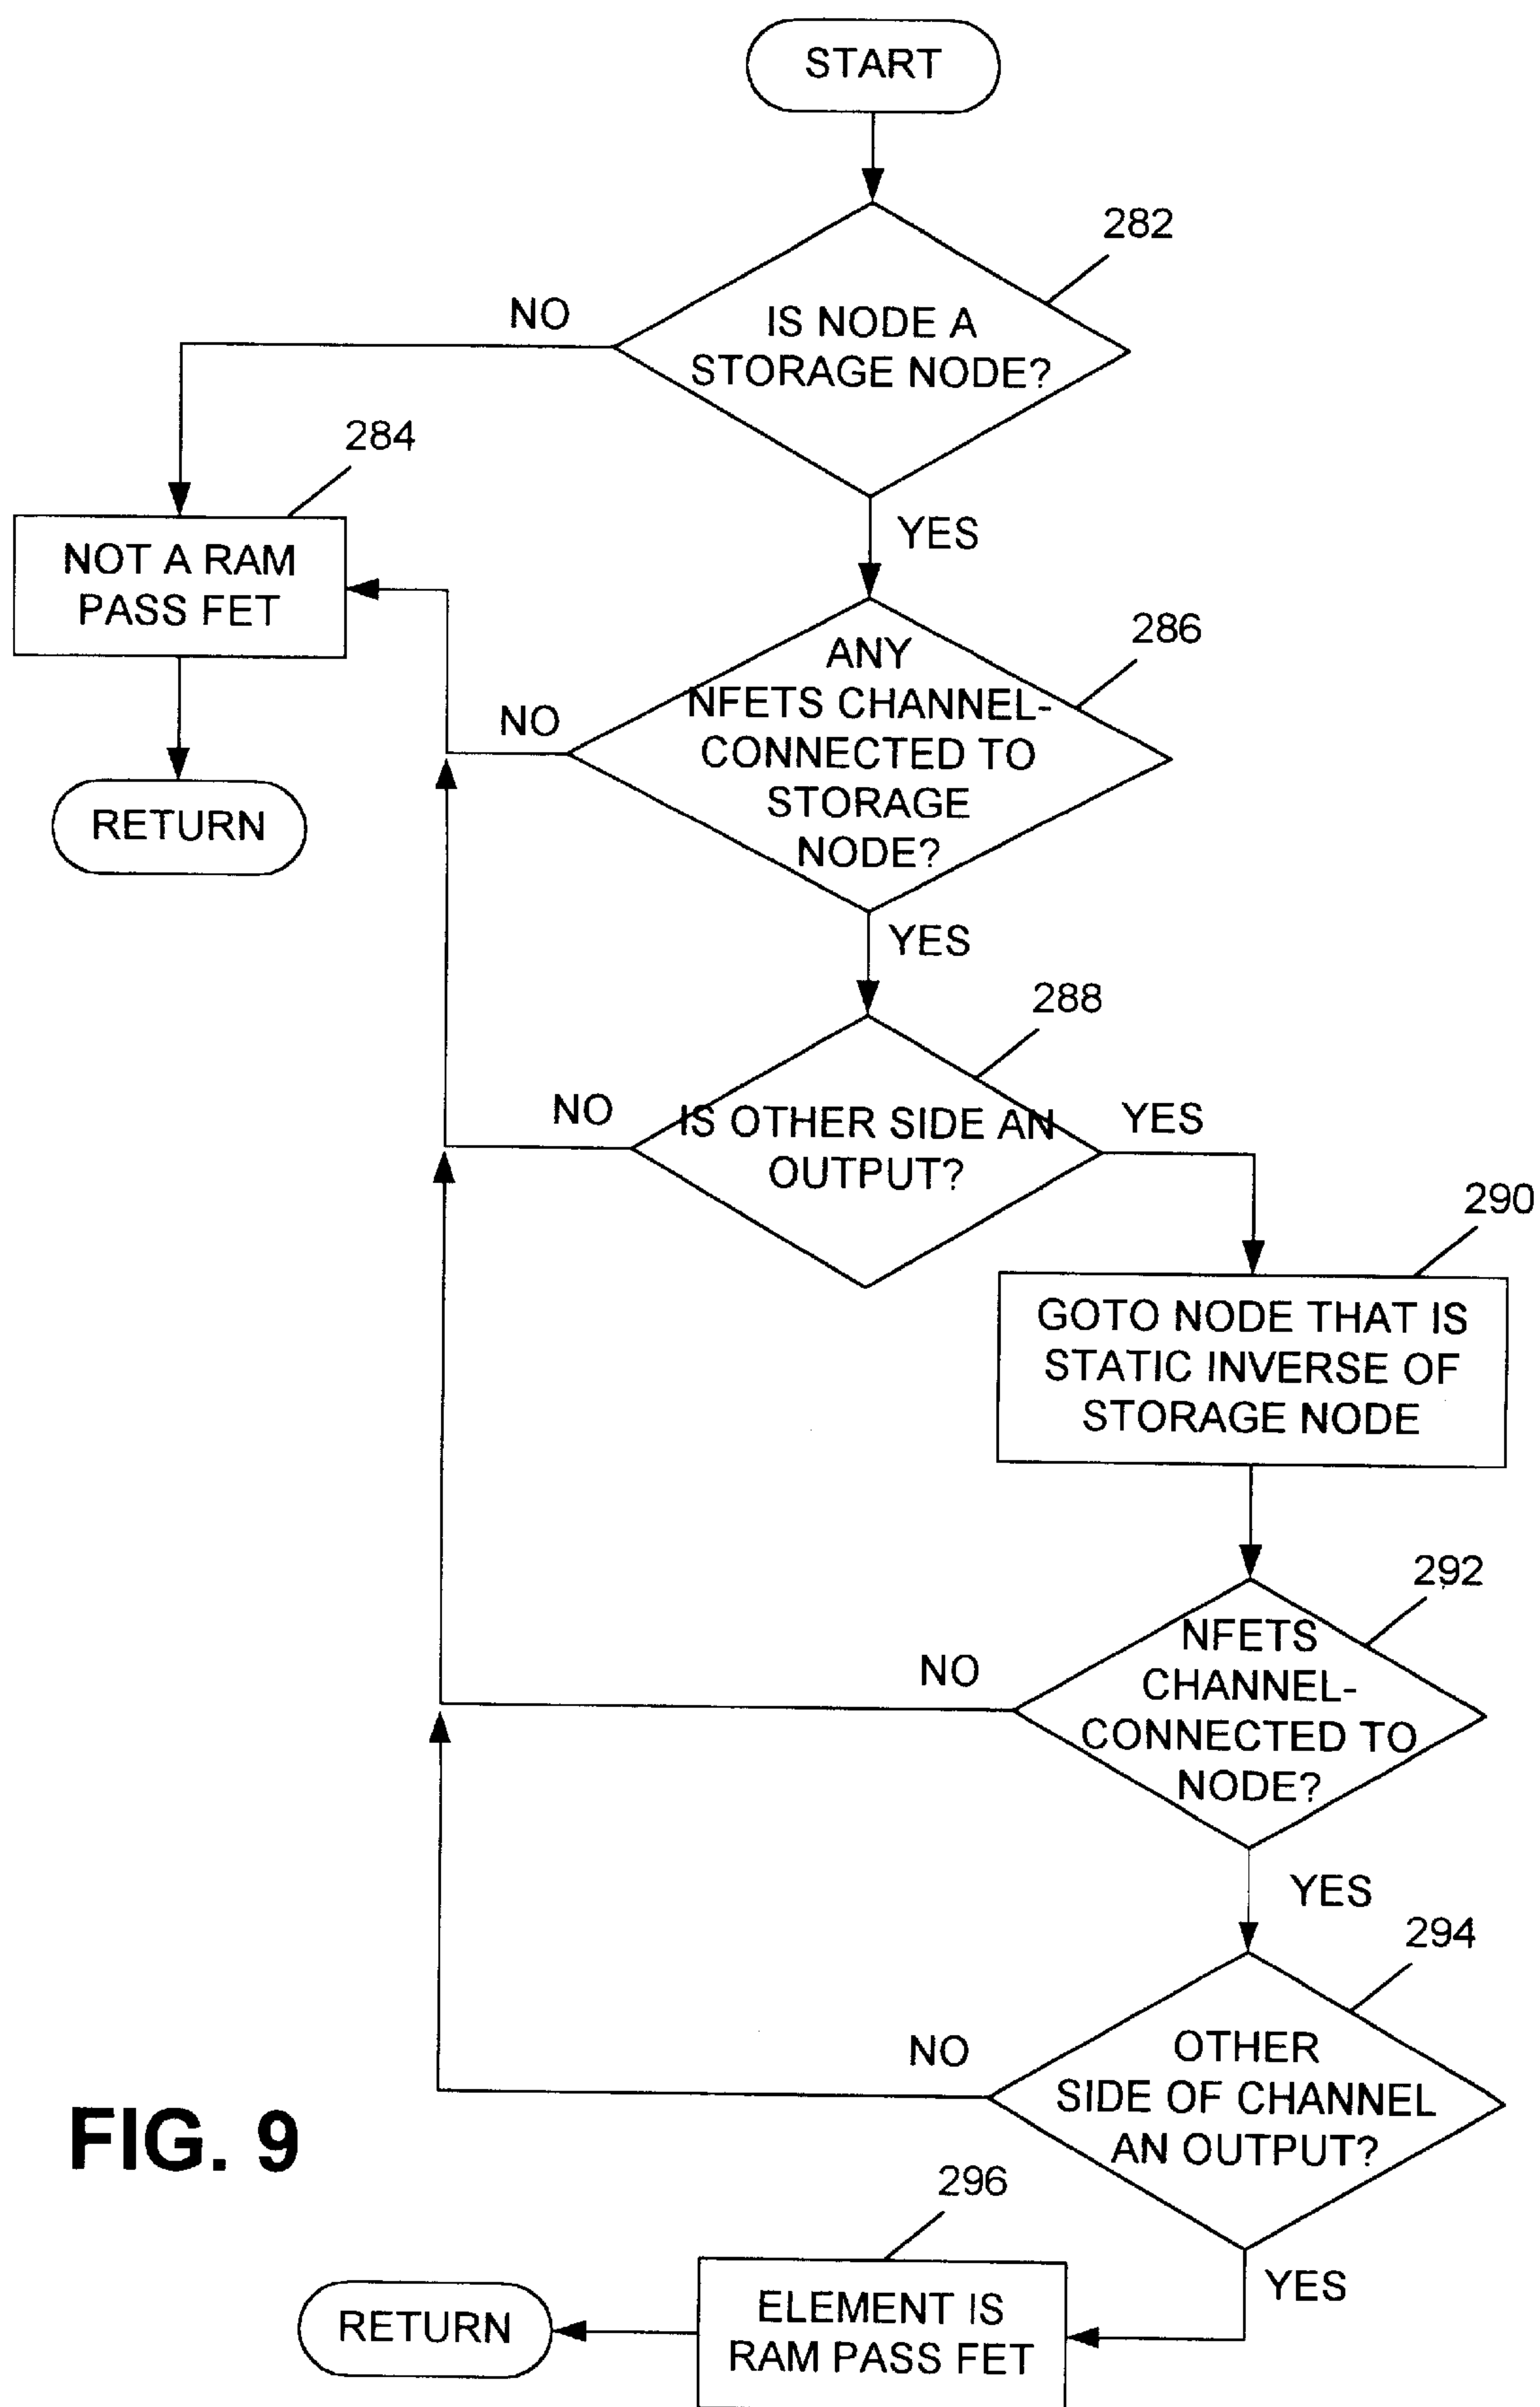 START
282
IS NODE A
STORAGE NODE?
NO
YES
284
NOT A RAM
PASS FET
RETURN
286
ANY
NFETS CHANNEL-
CONNECTED TO
STORAGE
NODE?
NO
YES
288
IS OTHER SIDE AN
OUTPUT?
NO
YES
290
GOTO NODE THAT IS
STATIC INVERSE OF
STORAGE NODE
292
NFETS
CHANNEL-
CONNECTED TO
NODE?
NO
YES
294
OTHER
SIDE OF CHANNEL
AN OUTPUT?
NO
YES
296
ELEMENT IS
RAM PASS FET
RETURN
FIG. 9